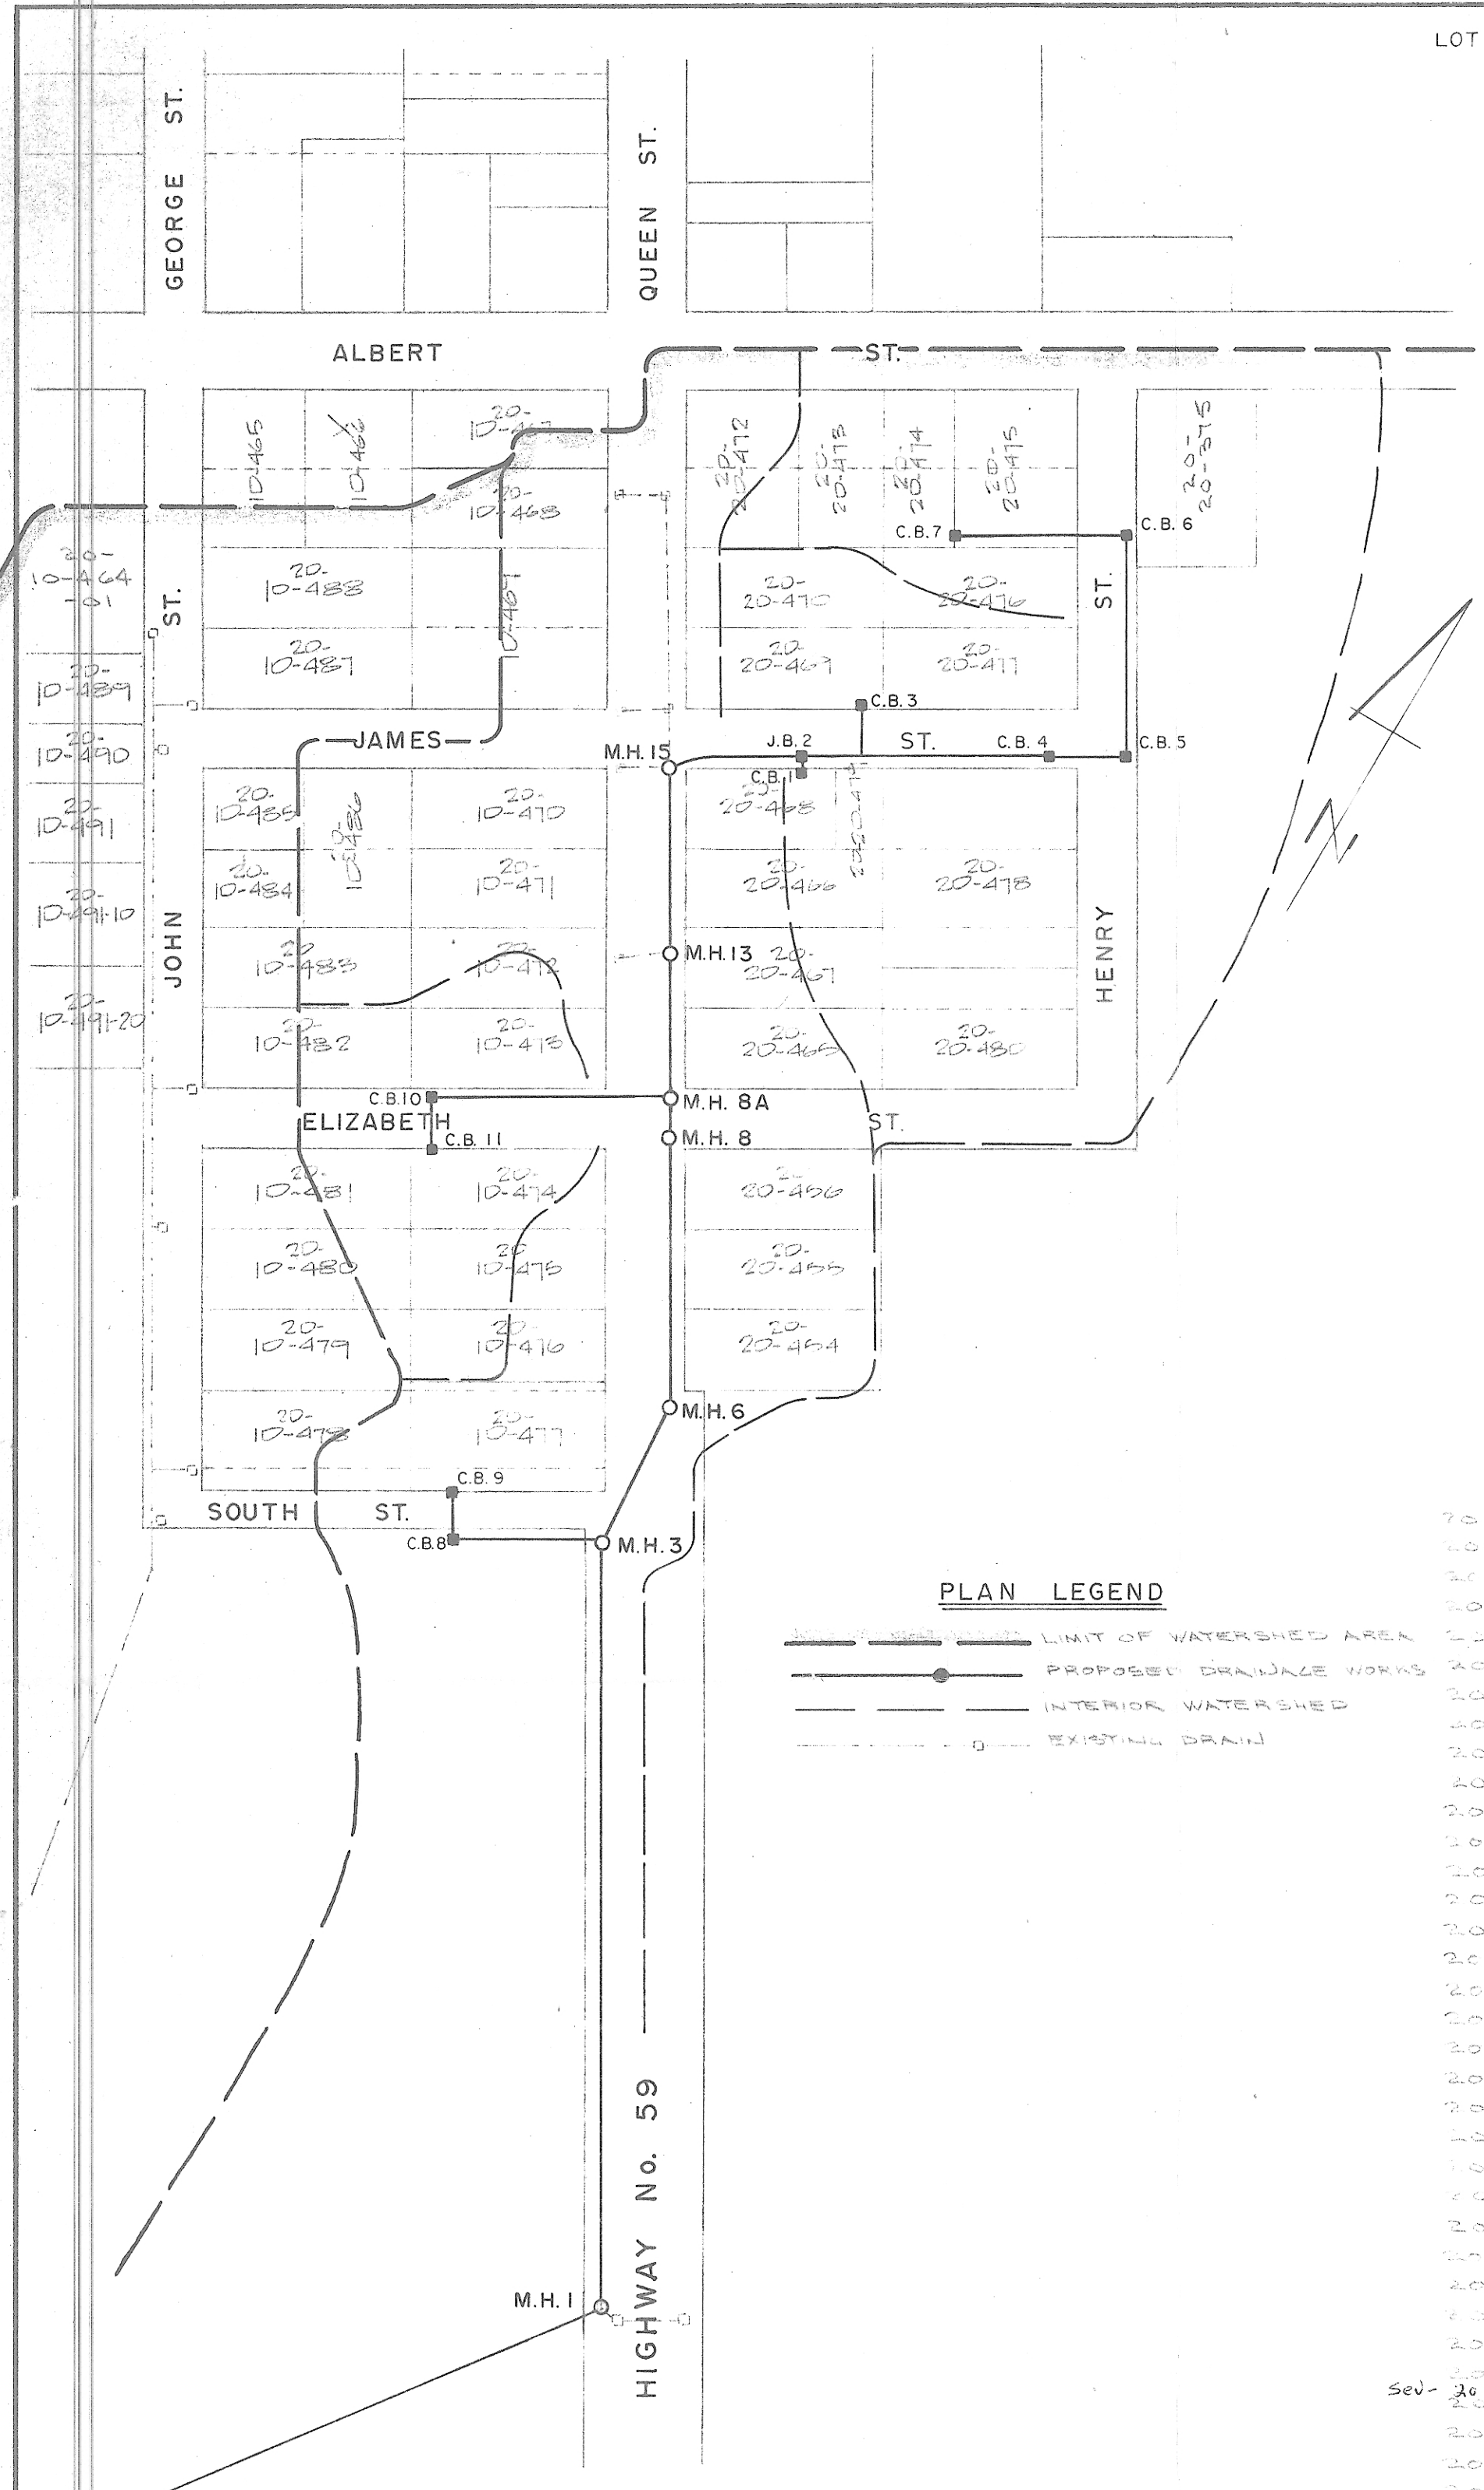 LOT
GEORGE ST.
QUEEN ST.
ALBERT ST.
10-465
10-466
20-
10-467
20-
10-468
10-469
20-
20-472
20-
20-473
20-
20-474
20-
20-475
20-
20-375
C.B. 7
C.B. 6
20-
10-464
-01
ST.
20-
10-488
20-
20-470
20-
20-476
ST.
20-
10-489
20-
10-487
20-
20-469
20-
20-477
C.B. 3
20-
10-490
JAMES ST.
M.H. 15
J.B. 2
C.B. 4
C.B. 5
C.B. 1
20-
10-491
20-
10-485
20-
10-486
20-
10-470
20-
20-468
20-
10-484
20-
10-471
20-
20-466
20-
20-478
20-
10-491-10
JOHN
HENRY
20-
10-483
20-
10-472
M.H. 13
20-
20-467
20-
10-491-20
20-
10-482
20-
10-473
20-
20-465
20-
20-480
C.B. 10
M.H. 8A
ELIZABETH ST.
C.B. 11
M.H. 8
20-
10-481
20-
10-474
20-456
20-
10-480
20
10-475
20-
20-455
20-
10-479
20-
10-476
20-
20-454
M.H. 6
20-
10-478
20-
10-477
C.B. 9
SOUTH ST.
C.B. 8
M.H. 3
N
PLAN LEGEND
LIMIT OF WATERSHED AREA
PROPOSED DRAINAGE WORKS
INTERIOR WATERSHED
EXISTING DRAIN
HIGHWAY No. 59
M.H. 1
Sev- 20